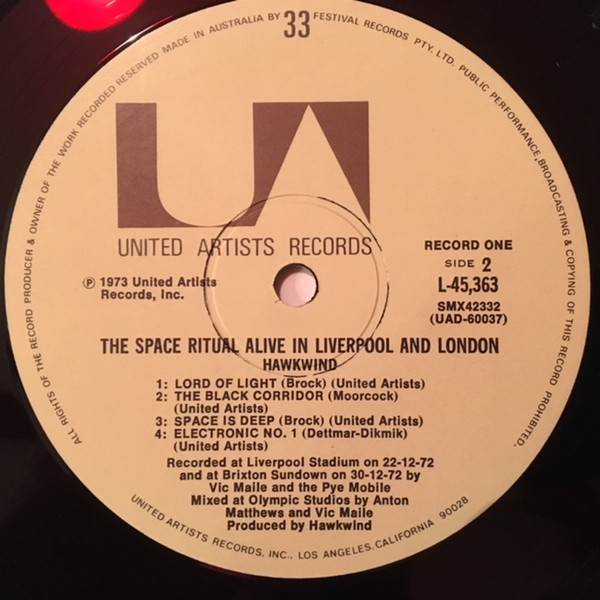 ALL RIGHTS OF THE RECORD PRODUCER & OWNER OF THE WORK RECORDED RESERVED MADE IN AUSTRALIA BY FESTIVAL RECORDS PTY. LTD. PUBLIC PERFORMANCE, BROADCASTING & COPYING OF THIS RECORD PROHIBITED.
33
UA
UNITED ARTISTS RECORDS
RECORD ONE
SIDE 2
L-45,363
SMX42332
(UAD-60037)
Ⓟ 1973 United Artists
Records, Inc.
THE SPACE RITUAL ALIVE IN LIVERPOOL AND LONDON
HAWKWIND
1: LORD OF LIGHT (Brock) (United Artists)
2: THE BLACK CORRIDOR (Moorcock)
(United Artists)
3: SPACE IS DEEP (Brock) (United Artists)
4: ELECTRONIC NO. 1 (Dettmar-Dikmik)
(United Artists)
Recorded at Liverpool Stadium on 22-12-72
and at Brixton Sundown on 30-12-72 by
Vic Maile and the Pye Mobile
Mixed at Olympic Studios by Anton
Matthews and Vic Maile
Produced by Hawkwind
UNITED ARTISTS RECORDS, INC., LOS ANGELES, CALIFORNIA 90028